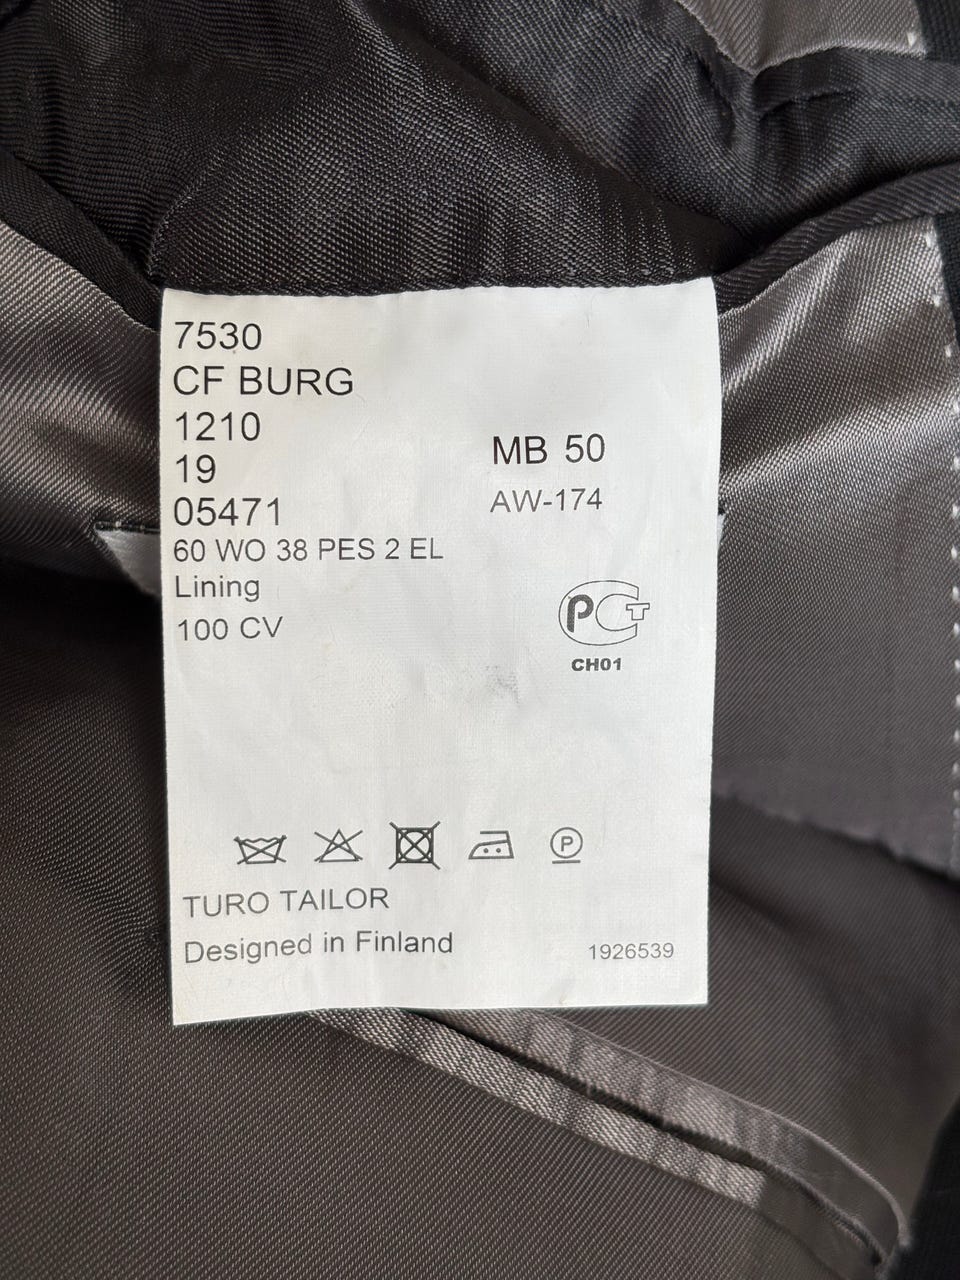 7530
CF BURG
1210
19
05471
MB 50
AW-174
60 WO 38 PES 2 EL
Lining
100 CV
PCT
CH01
P
TURO TAILOR
Designed in Finland
1926539